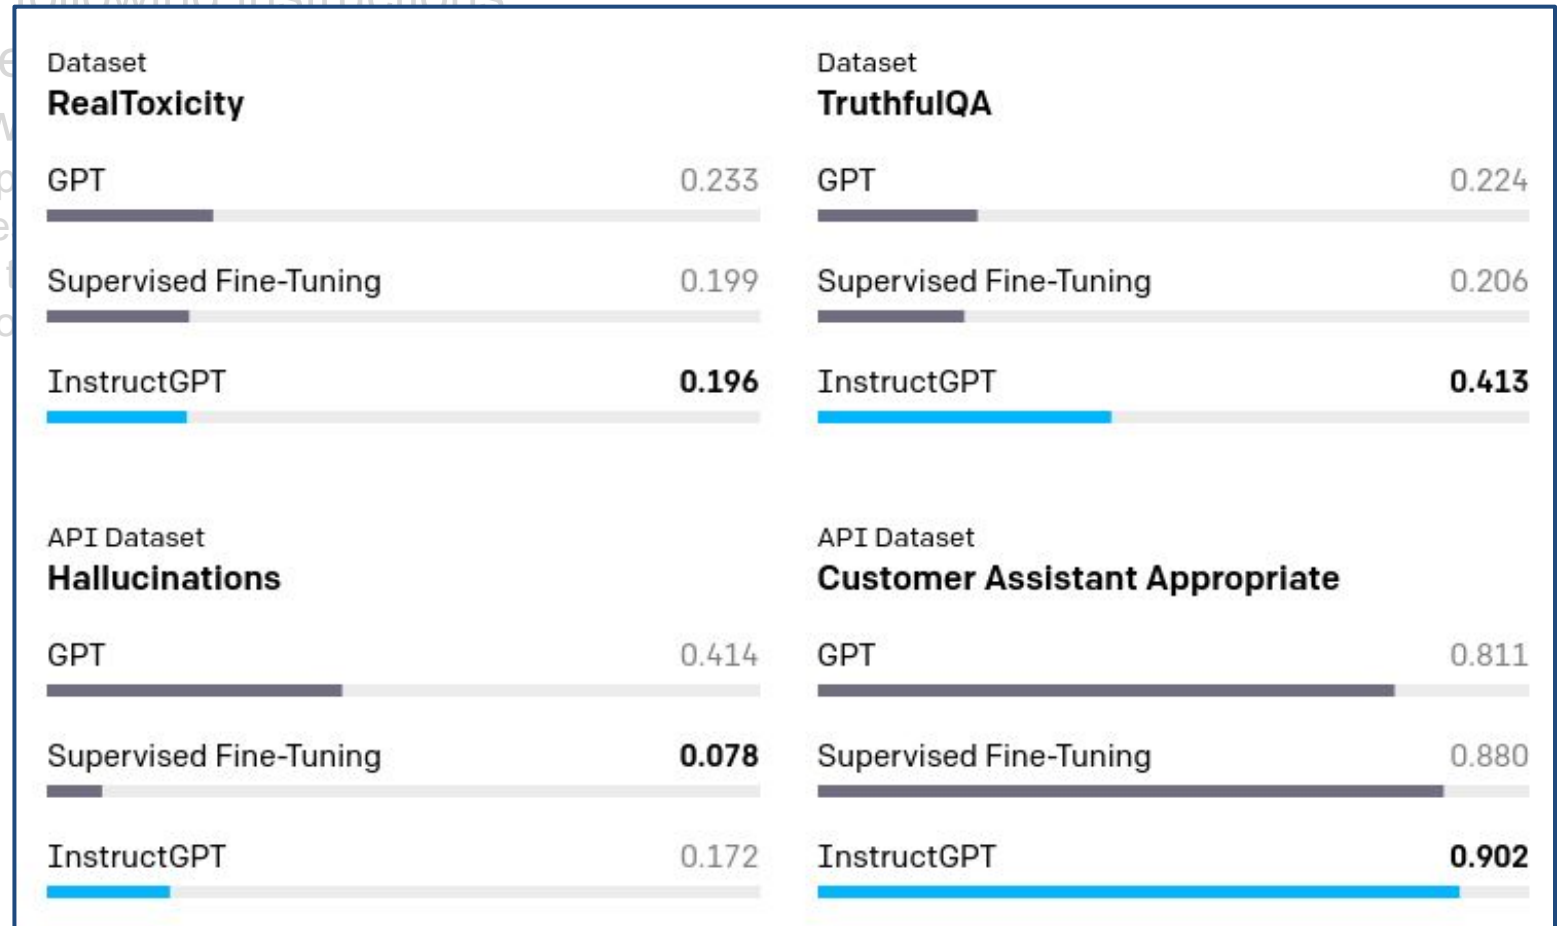 following instructions
Dataset
RealToxicity
GPT 0.233
Supervised Fine-Tuning 0.199
InstructGPT 0.196
Dataset
TruthfulQA
GPT 0.224
Supervised Fine-Tuning 0.206
InstructGPT 0.413
API Dataset
Hallucinations
GPT 0.414
Supervised Fine-Tuning 0.078
InstructGPT 0.172
API Dataset
Customer Assistant Appropriate
GPT 0.811
Supervised Fine-Tuning 0.880
InstructGPT 0.902